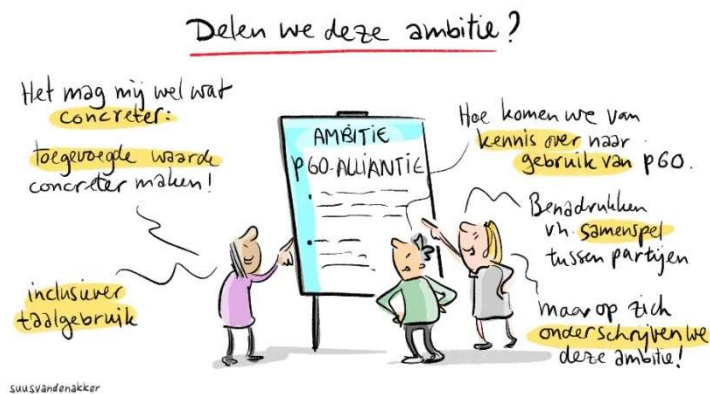 Delen we deze ambitie?
Het mag mij wel wat
concreter:
toegevoegde waarde
concreter maken!
inclusiever
taalgebruik
AMBITIE
PGO-ALLIANTIE
Hoe komen we van
kennis over naar
gebruik van PGO.
Benadrukken
v.h. samenspel
tussen partijen
maar op zich
onderschrijven we
deze ambitie!
suusvandenakker